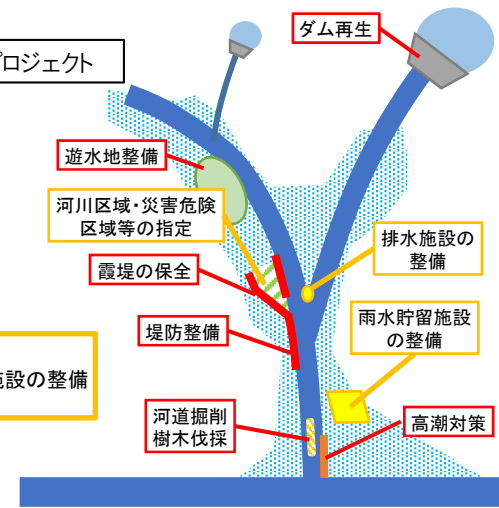 ダム再生
ロジェクト
遊水地整備
河川区域・災害危険
区域等の指定
排水施設の
整備
霞堤の保全
雨水貯留施設
の整備
堤防整備
設の整備
河道掘削
樹木伐採
高潮対策